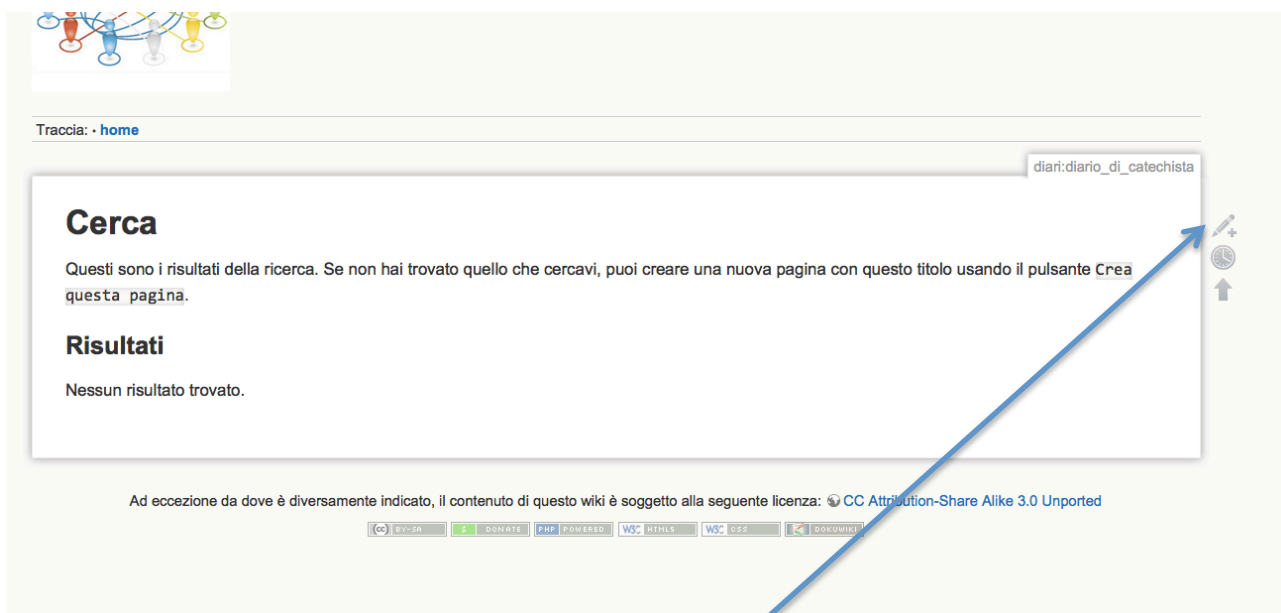 Traccia: • home
diari:diario_di_catechista
Cerca
Questi sono i risultati della ricerca. Se non hai trovato quello che cercavi, puoi creare una nuova pagina con questo titolo usando il pulsante Crea
questa pagina.
Risultati
Nessun risultato trovato.
Ad eccezione da dove è diversamente indicato, il contenuto di questo wiki è soggetto alla seguente licenza: CC Attribution-Share Alike 3.0 Unported
(cc) BY-SA $ DONATE PHP POWERED W3C HTML5 W3C CSS DOKUWIKI